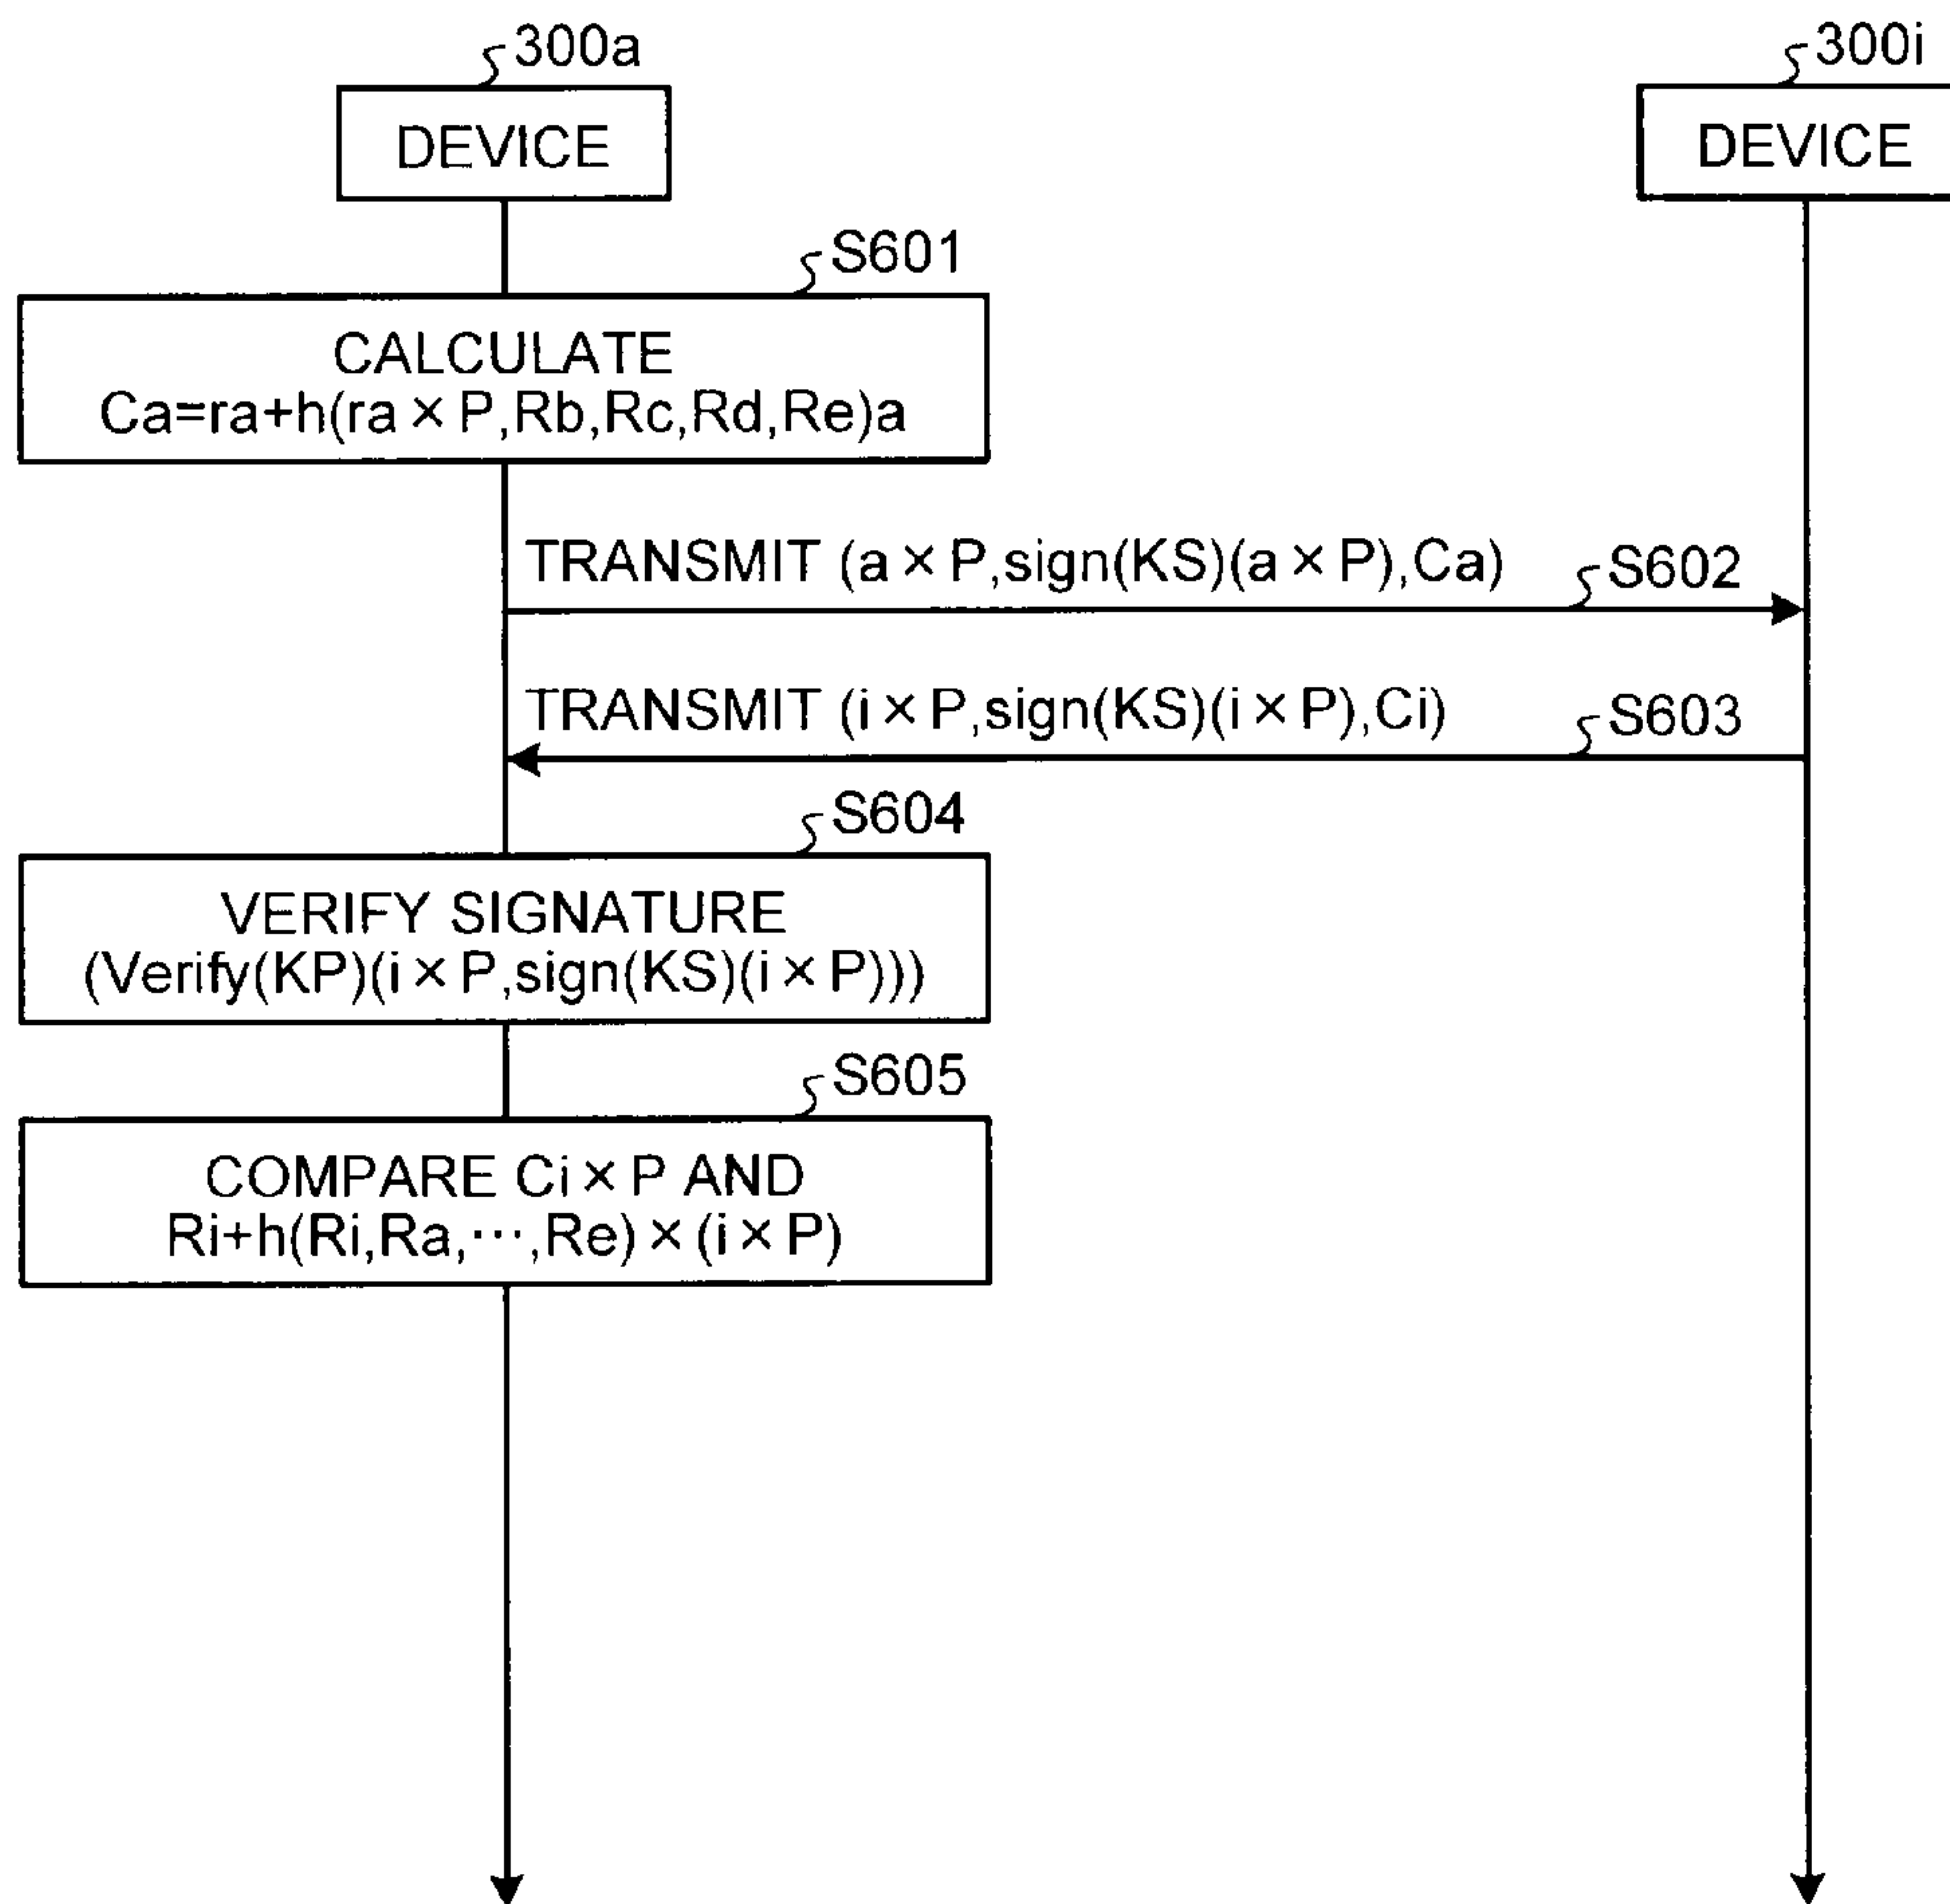 300a
300i
DEVICE
DEVICE
S601
CALCULATE
Ca=ra+h(ra×P,Rb,Rc,Rd,Re)a
TRANSMIT (a×P,sign(KS)(a×P),Ca)
S602
TRANSMIT (i×P,sign(KS)(i×P),Ci)
S603
S604
VERIFY SIGNATURE
(Verify(KP)(i×P,sign(KS)(i×P)))
S605
COMPARE Ci×P AND
Ri+h(Ri,Ra,⋯,Re)×(i×P)